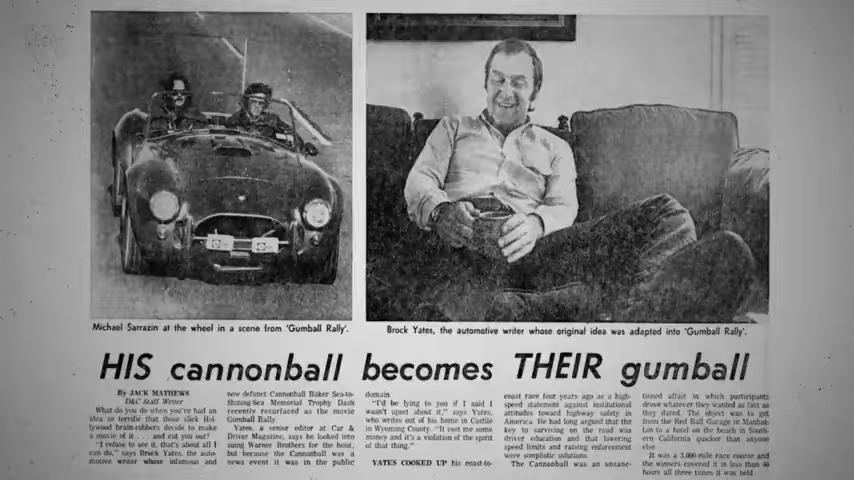 Michael Sarrazin at the wheel in a scene from 'Gumball Rally'.
Brock Yates, the automotive writer whose original idea was adapted into 'Gumball Rally'.
HIS cannonball becomes THEIR gumball
By JACK MATHEWS
D&C Staff Writer
What do you do when you've had an
idea so terrific that those slick Hol-
lywood brain-robbers decide to make
a movie of it . . . and cut you out?
"I refuse to see it, that's about all I
can do," says Brock Yates, the auto-
motive writer whose infamous and
now defunct Cannonball Baker Sea-to-
Shining-Sea Memorial Trophy Dash
recently resurfaced as the movie
Gumball Rally
Yates, a senior editor at Car &
Driver Magazine, says he looked into
suing Warner Brothers for the heist,
but because the Cannonball was a
news event it was in the public
domain
"I'd be lying to you if I said I
wasn't upset about it," says Yates,
who writes out of his home in Castile
in Wyoming County. "It cost me some
money and it's a violation of the spirit
of that thing."
YATES COOKED UP his coast-to-
coast race four years ago as a high-
speed statement against institutional
attitudes toward highway safety in
America. He had long argued that the
key to surviving on the road was
driver education and that lowering
speed limits and raising enforcement
were simplistic solutions.
The Cannonball was an unsanc-
tioned affair in which participants
drove whatever they wanted as fast as
they dared. The object was to get
from the Red Ball Garage in Manhat-
tan to a hotel on the beach in South-
ern California quicker than anyone
else
It was a 3,000-mile race course and
the winners covered it in less than 40
hours all three times it was held